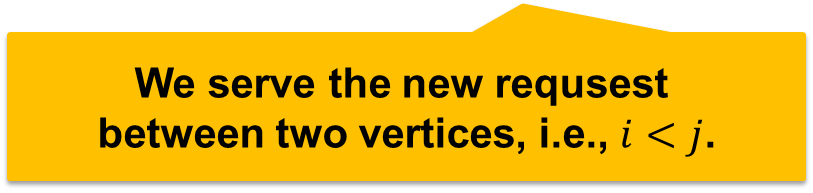 We serve the new requsest
between two vertices, i.e., 𝑖 < 𝑗.